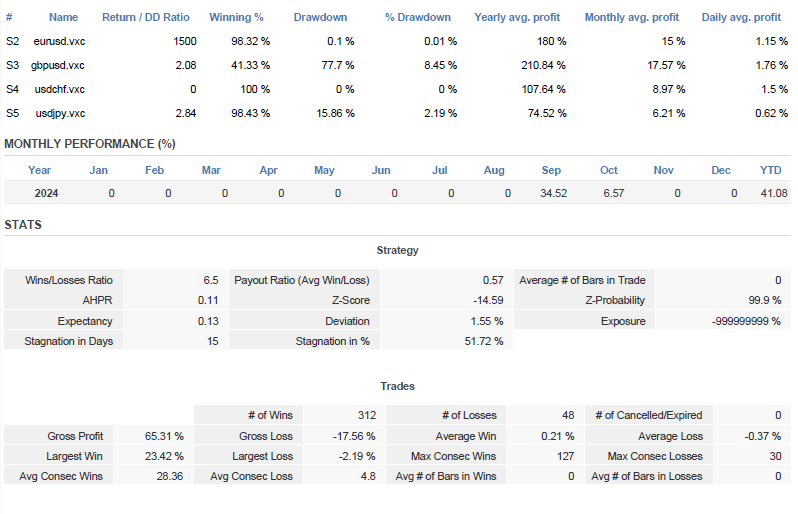 # Name Return / DD Ratio Winning % Drawdown % Drawdown Yearly avg. profit Monthly avg. profit Daily avg. profit
S2 eurusd.vxc 1500 98.32 % 0.1 % 0.01 % 180 % 15 % 1.15 %
S3 gbpusd.vxc 2.08 41.33 % 77.7 % 8.45 % 210.84 % 17.57 % 1.76 %
S4 usdchf.vxc 0 100 % 0 % 0 % 107.64 % 8.97 % 1.5 %
S5 usdjpy.vxc 2.84 98.43 % 15.86 % 2.19 % 74.52 % 6.21 % 0.62 %
MONTHLY PERFORMANCE (%)
Year Jan Feb Mar Apr May Jun Jul Aug Sep Oct Nov Dec YTD
2024 0 0 0 0 0 0 0 0 34.52 6.57 0 0 41.08
STATS
Strategy
Wins/Losses Ratio 6.5 Payout Ratio (Avg Win/Loss) 0.57 Average # of Bars in Trade 0
AHPR 0.11 Z-Score -14.59 Z-Probability 99.9 %
Expectancy 0.13 Deviation 1.55 % Exposure -999999999 %
Stagnation in Days 15 Stagnation in % 51.72 %
Trades
# of Wins 312 # of Losses 48 # of Cancelled/Expired 0
Gross Profit 65.31 % Gross Loss -17.56 % Average Win 0.21 % Average Loss -0.37 %
Largest Win 23.42 % Largest Loss -2.19 % Max Consec Wins 127 Max Consec Losses 30
Avg Consec Wins 28.36 Avg Consec Loss 4.8 Avg # of Bars in Wins 0 Avg # of Bars in Losses 0